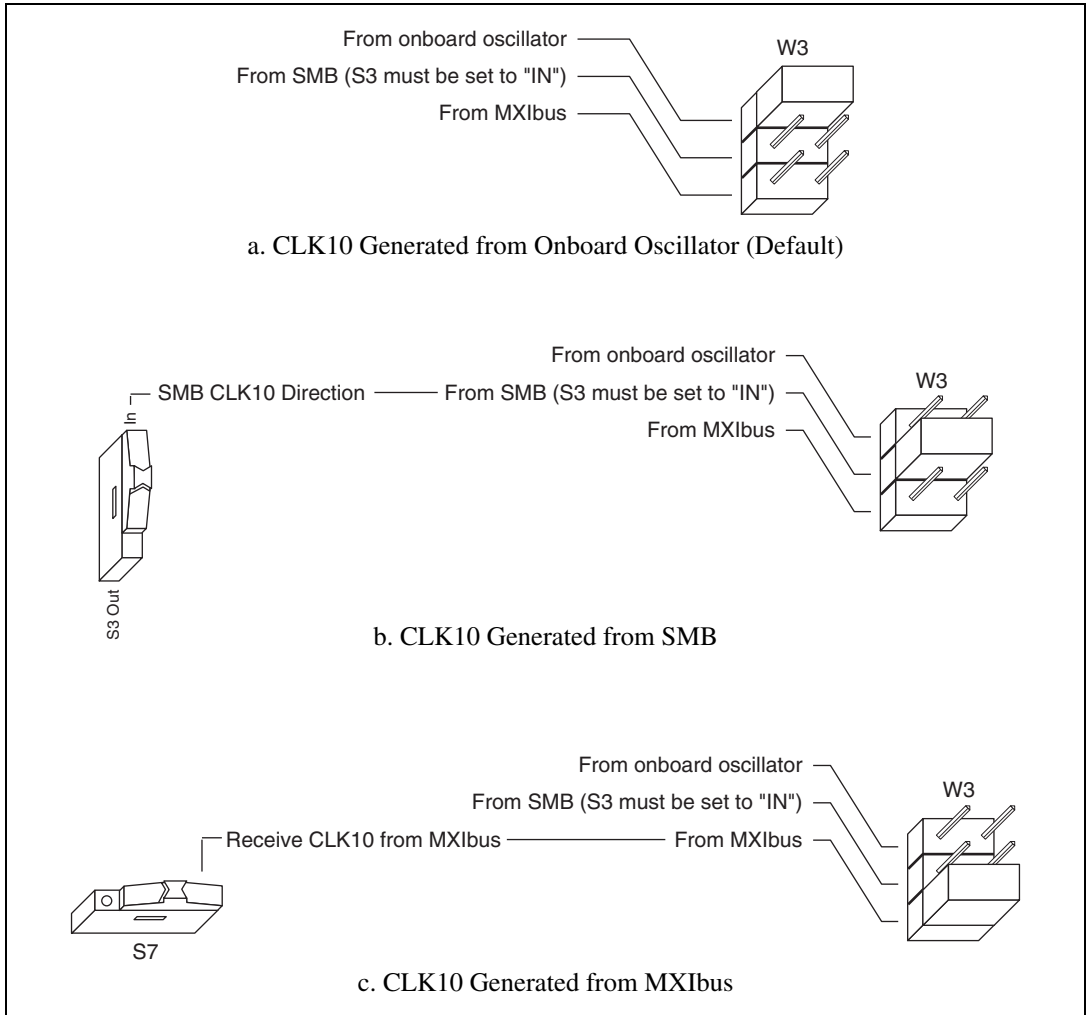 From onboard oscillator
W3
From SMB (S3 must be set to "IN")
From MXIbus
a. CLK10 Generated from Onboard Oscillator (Default)
From onboard oscillator
In
SMB CLK10 Direction
From SMB (S3 must be set to "IN")
W3
From MXIbus
S3 Out
b. CLK10 Generated from SMB
From onboard oscillator
W3
From SMB (S3 must be set to "IN")
Receive CLK10 from MXIbus
From MXIbus
S7
c. CLK10 Generated from MXIbus